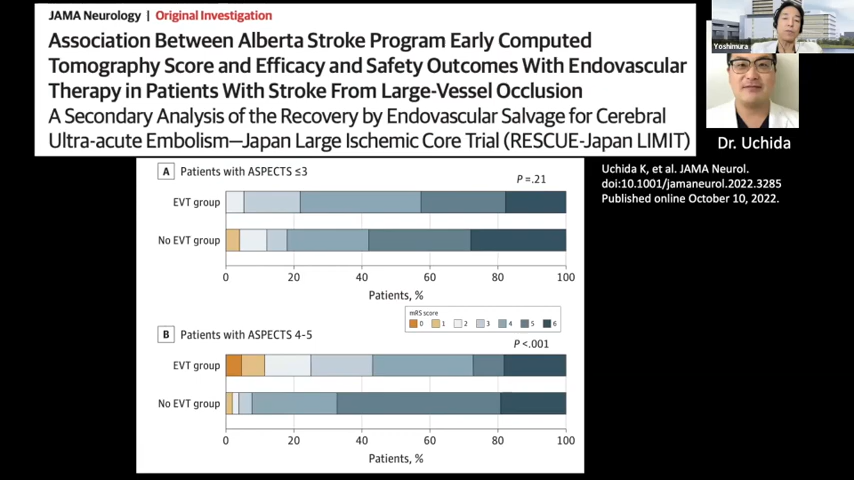 JAMA Neurology | Original Investigation
Association Between Alberta Stroke Program Early Computed
Tomography Score and Efficacy and Safety Outcomes With Endovascular
Therapy in Patients With Stroke From Large-Vessel Occlusion
A Secondary Analysis of the Recovery by Endovascular Salvage for Cerebral
Ultra-acute Embolism—Japan Large Ischemic Core Trial (RESCUE-Japan LIMIT)
Yoshimura
Dr. Uchida
Uchida K, et al. JAMA Neurol.
doi:10.1001/jamaneurol.2022.3285
Published online October 10, 2022.
A Patients with ASPECTS ≤3
P =.21
EVT group
No EVT group
0 20 40 60 80 100
Patients, %
mRS score
0 1 2 3 4 5 6
B Patients with ASPECTS 4-5
P <.001
EVT group
No EVT group
0 20 40 60 80 100
Patients, %